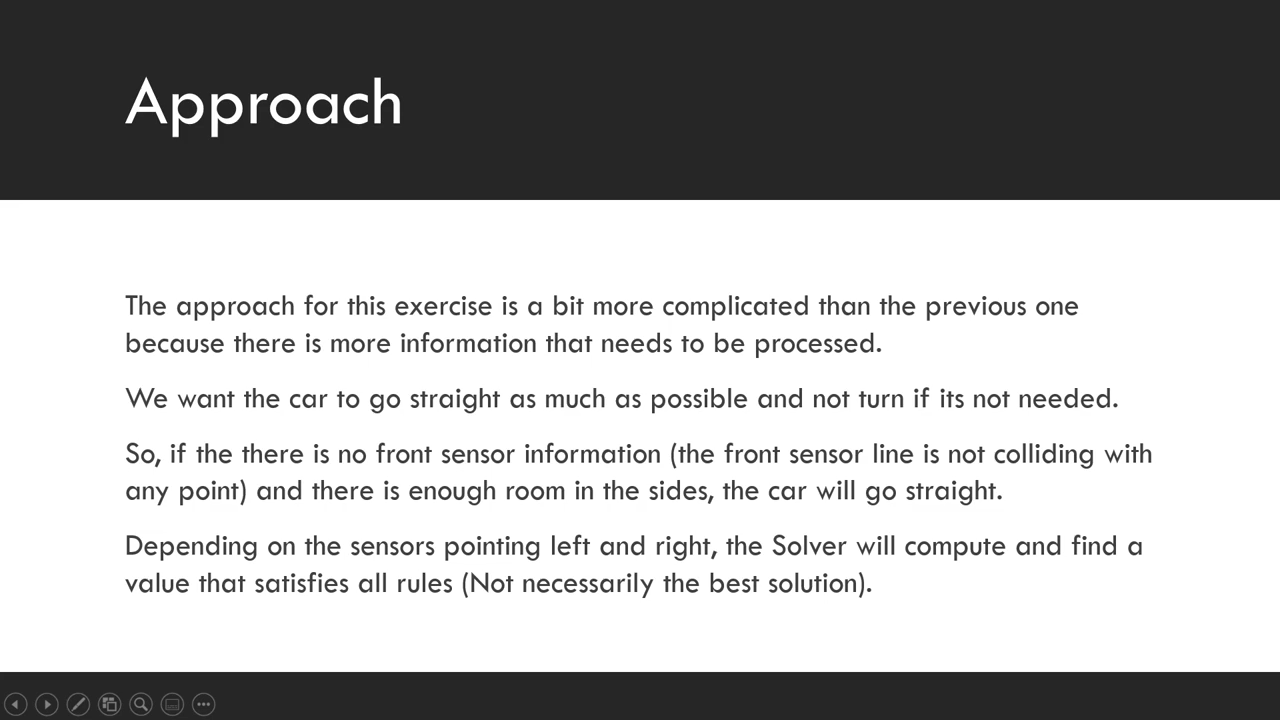 Approach
The approach for this exercise is a bit more complicated than the previous one
because there is more information that needs to be processed.
We want the car to go straight as much as possible and not turn if its not needed.
So, if the there is no front sensor information (the front sensor line is not colliding with
any point) and there is enough room in the sides, the car will go straight.
Depending on the sensors pointing left and right, the Solver will compute and find a
value that satisfies all rules (Not necessarily the best solution).